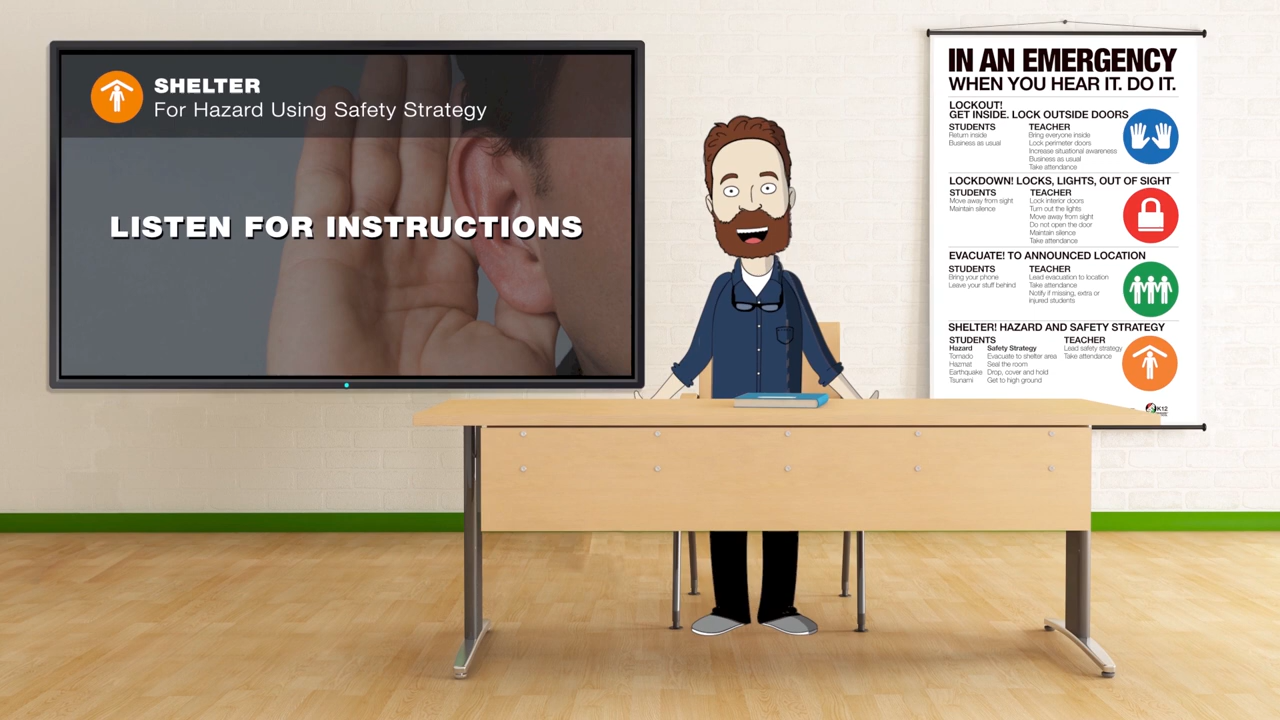 SHELTER
For Hazard Using Safety Strategy
LISTEN FOR INSTRUCTIONS
IN AN EMERGENCY
WHEN YOU HEAR IT. DO IT.
LOCKOUT!
GET INSIDE. LOCK OUTSIDE DOORS
STUDENTS
Return inside
Business as usual
TEACHER
Bring everyone inside
Lock perimeter doors
Increase situational awareness
Business as usual
Take attendance
LOCKDOWN! LOCKS, LIGHTS, OUT OF SIGHT
STUDENTS
Move away from sight
Maintain silence
TEACHER
Lock interior doors
Turn out the lights
Move away from sight
Do not open the door
Maintain silence
Take attendance
EVACUATE! TO ANNOUNCED LOCATION
STUDENTS
Bring your phone
Leave your stuff behind
TEACHER
Lead evacuation to location
Take attendance
Notify if missing, extra or
injured students
SHELTER! HAZARD AND SAFETY STRATEGY
STUDENTS
Hazard Safety Strategy
Tornado Evacuate to shelter area
Hazmat Seal the room
Earthquake Drop, cover and hold
Tsunami Get to high ground
TEACHER
Lead safety strategy
Take attendance
K12